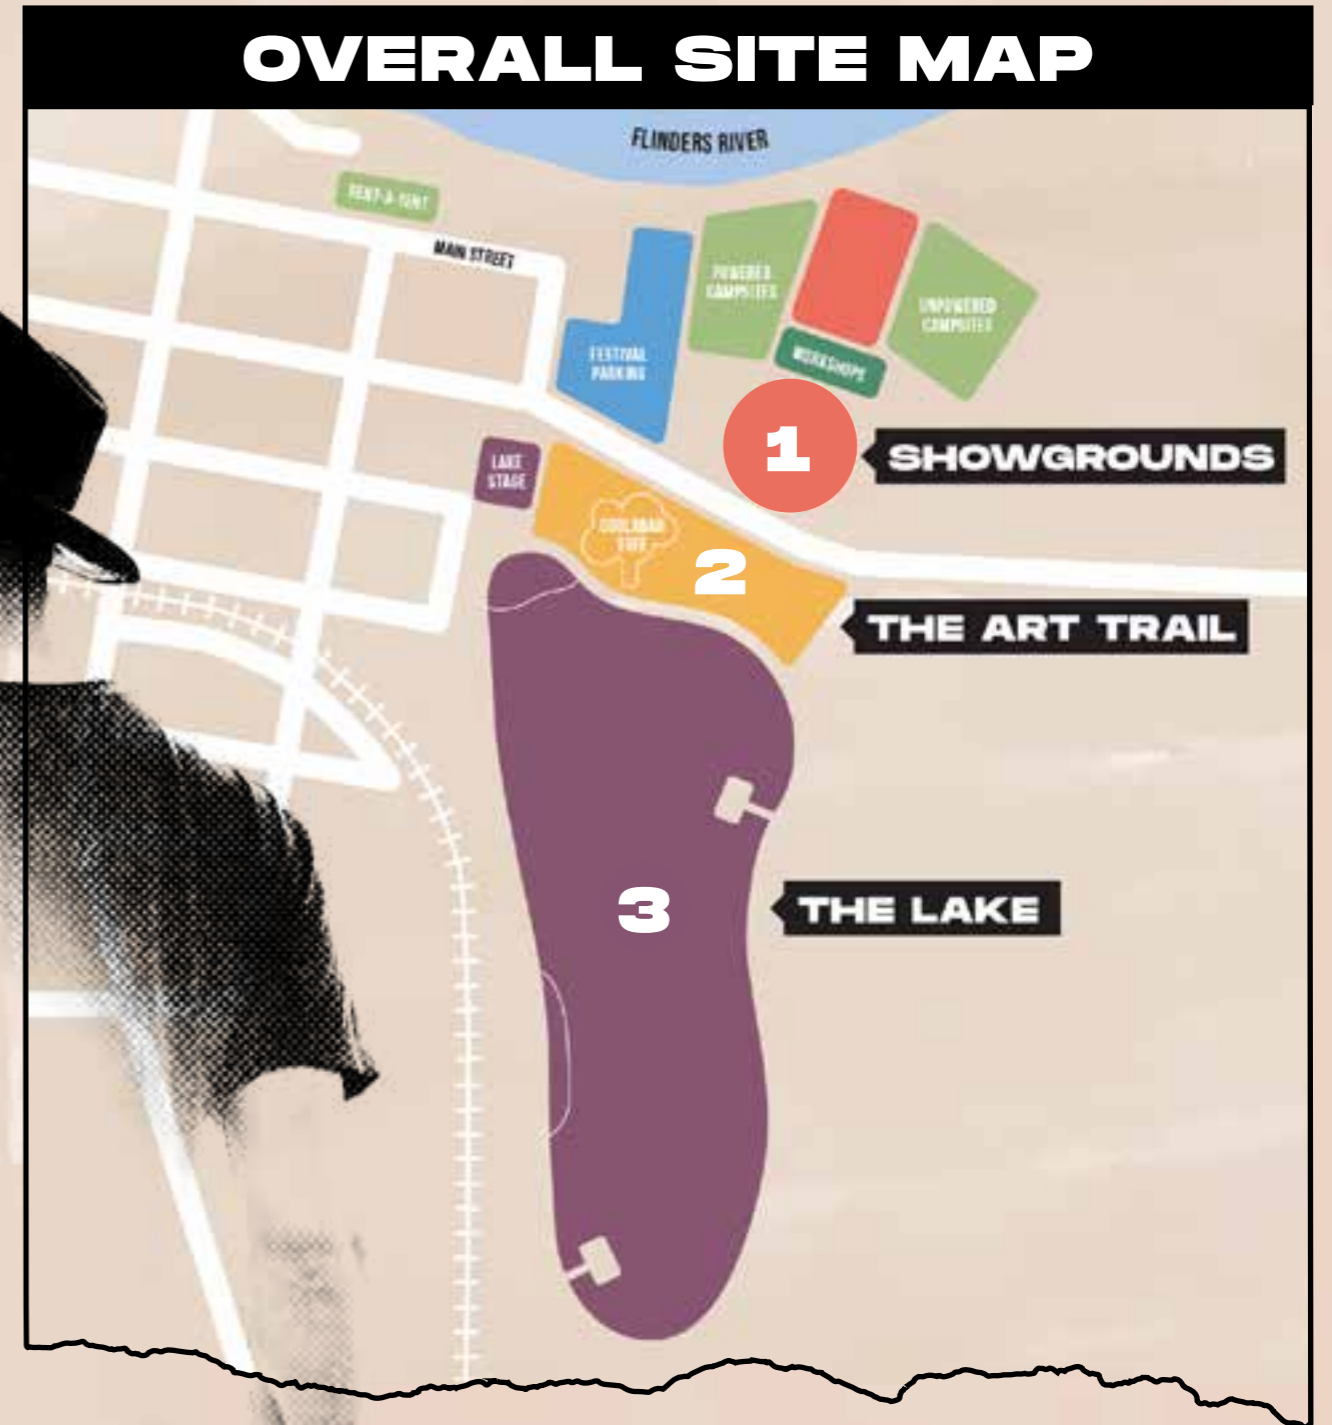 OVERALL SITE MAP
FLINDERS RIVER
RENT-A-TENT
MAIN STREET
POWERED
CAMPSITES
UNPOWERED
CAMPSITES
FESTIVAL
PARKING
WORKSHOPS
1
SHOWGROUNDS
LAKE
STAGE
COOLIBAH
TREE
2
THE ART TRAIL
3
THE LAKE